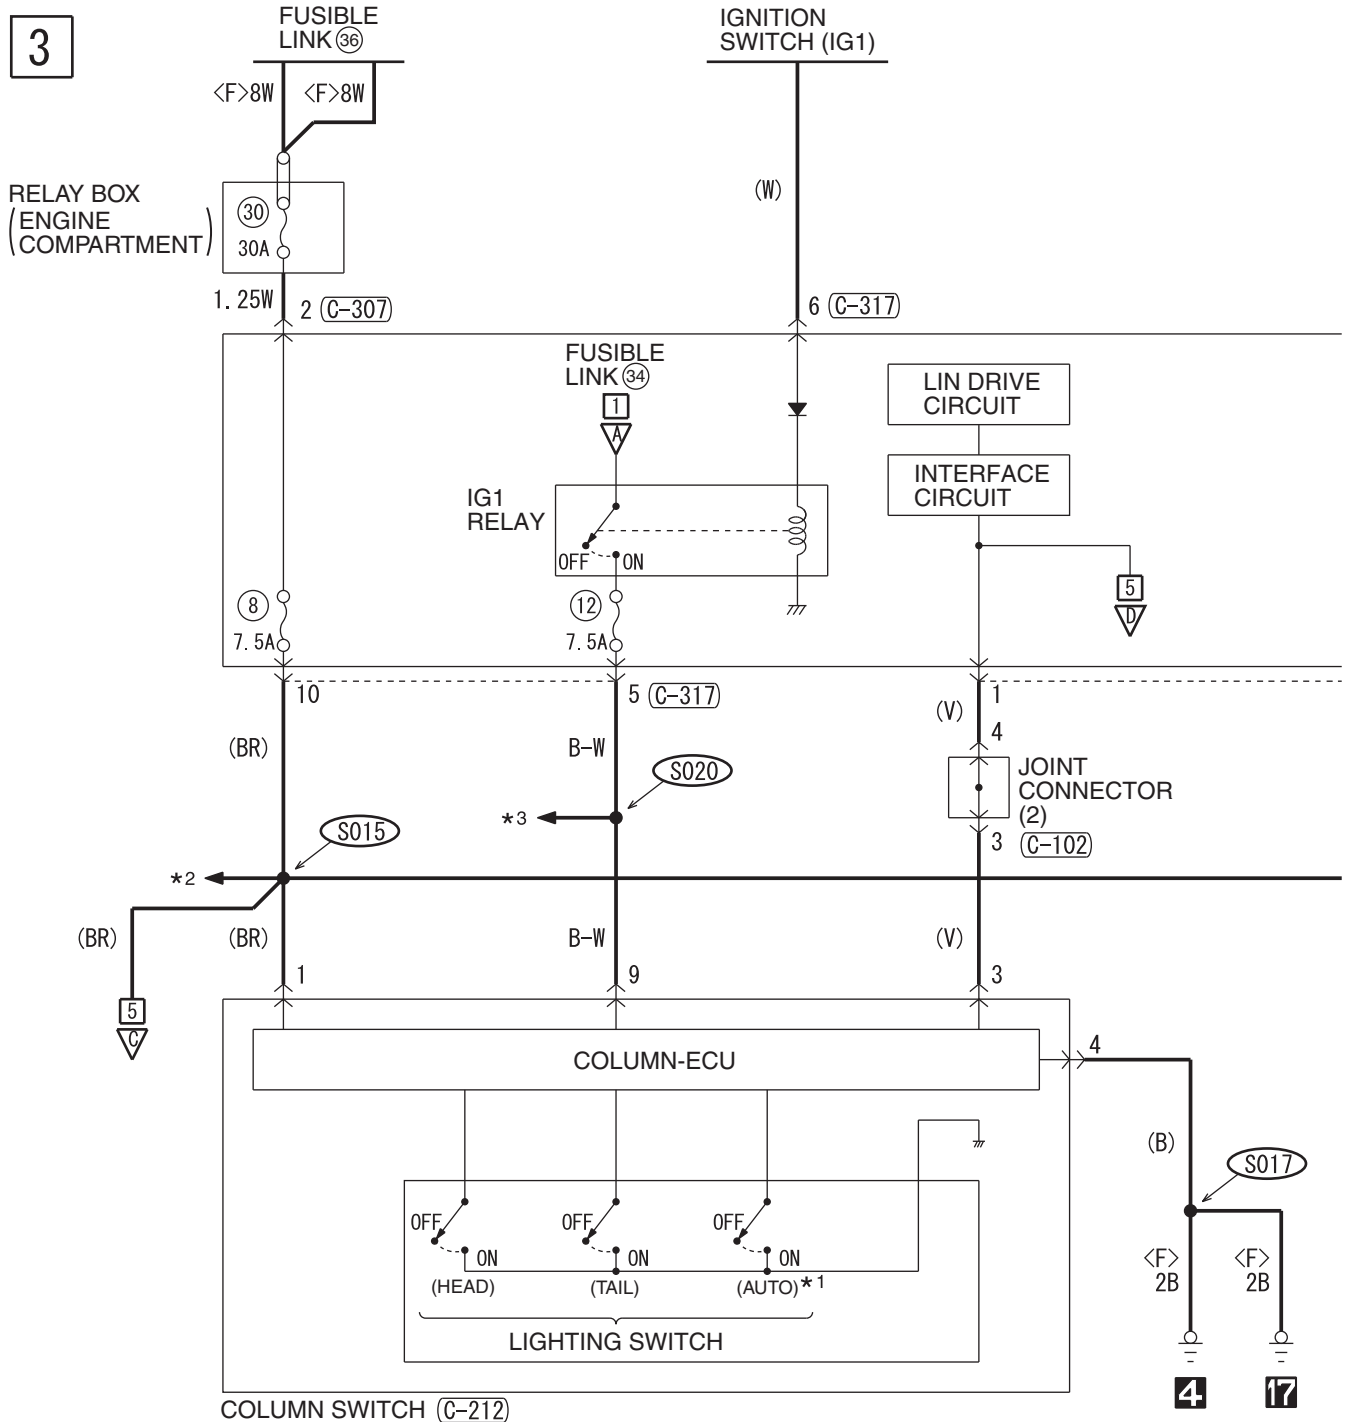 3
FUSIBLE
LINK 36
IGNITION
SWITCH (IG1)
<F>8W
<F>8W
(W)
RELAY BOX
(ENGINE
COMPARTMENT)
30
30A
1. 25W
2 (C-307)
6 (C-317)
FUSIBLE
LINK 34
1
A
LIN DRIVE
CIRCUIT
INTERFACE
CIRCUIT
IG1
RELAY
OFF
ON
5
D
8
7. 5A
12
7. 5A
10
5 (C-317)
1
(V)
4
(BR)
B-W
S020
JOINT
CONNECTOR
(2)
*3
S015
3 (C-102)
*2
(BR)
(BR)
B-W
(V)
1
9
3
5
C
COLUMN-ECU
4
(B)
S017
OFF
ON
(HEAD)
OFF
ON
(TAIL)
OFF
ON
(AUTO)*1
<F>
2B
<F>
2B
LIGHTING SWITCH
4
17
COLUMN SWITCH (C-212)